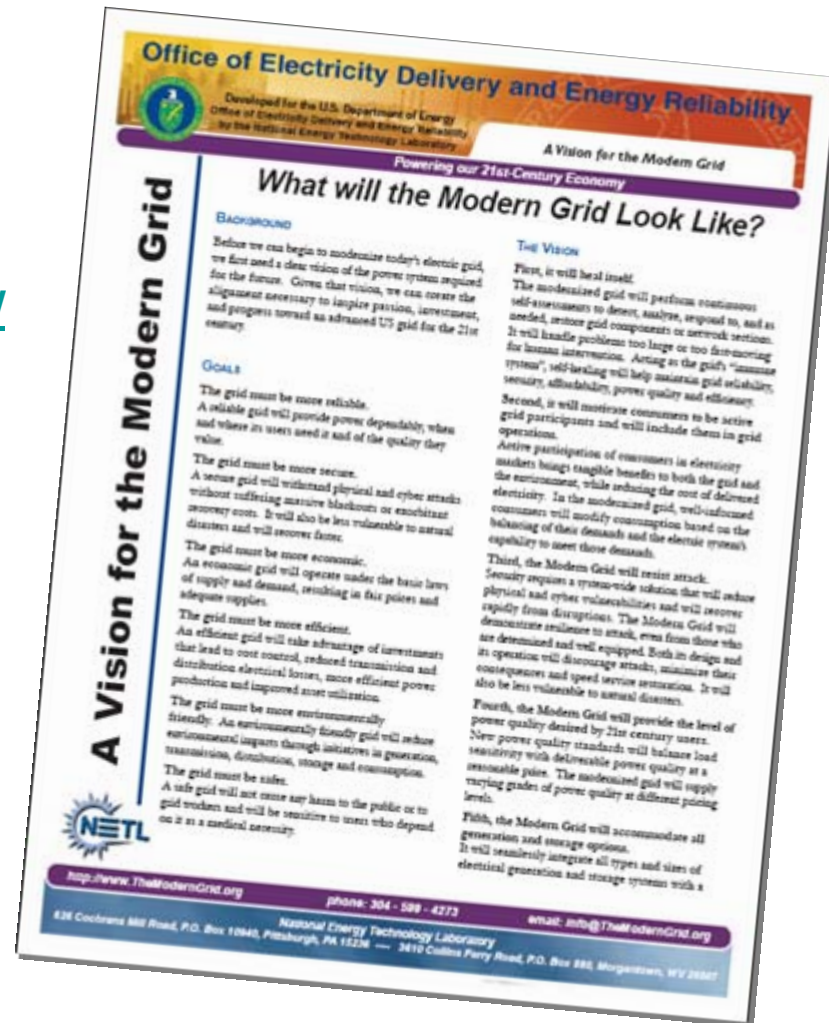 Office of Electricity Delivery and Energy Reliability
Developed for the U.S. Department of Energy
Office of Electricity Delivery and Energy Reliability
by the National Energy Technology Laboratory
A Vision for the Modern Grid
Powering our 21st-Century Economy
A Vision for the Modern Grid
What will the Modern Grid Look Like?
BACKGROUND
Before we can begin to modernize today's electric grid,
we first need a clear vision of the power system required
for the future. Given that vision, we can create the
alignment necessary to inspire passion, investment,
and progress toward an advanced US grid for the 21st
century.
GOALS
The grid must be more reliable.
A reliable grid will provide power dependably, when
and where its users need it and of the quality they
value.
The grid must be more secure.
A secure grid will withstand physical and cyber attacks
without suffering massive blackouts or exorbitant
recovery costs. It will also be less vulnerable to natural
disasters and will recover faster.
The grid must be more economic.
An economic grid will operate under the basic laws
of supply and demand, resulting in fair prices and
adequate supplies.
The grid must be more efficient.
An efficient grid will take advantage of investments
that lead to cost control, reduced transmission and
distribution electrical losses, more efficient power
production and improved asset utilization.
The grid must be more environmentally
friendly. An environmentally friendly grid will reduce
environmental impacts through initiatives in generation,
transmission, distribution, storage and consumption.
The grid must be safer.
A safe grid will not cause any harm to the public or to
grid workers and will be sensitive to users who depend
on it as a medical necessity.
THE VISION
First, it will heal itself.
The modernized grid will perform continuous
self-assessments to detect, analyze, respond to, and as
needed, restore grid components or network sections.
It will handle problems too large or too fast-moving
for human intervention. Acting as the grid's "immune
system", self-healing will help maintain grid reliability,
security, affordability, power quality and efficiency.
Second, it will motivate consumers to be active
grid participants and will include them in grid
operations.
Active participation of consumers in electricity
markets brings tangible benefits to both the grid and
the environment, while reducing the cost of delivered
electricity. In the modernized grid, well-informed
consumers will modify consumption based on the
balancing of their demands and the electric system's
capability to meet those demands.
Third, the Modern Grid will resist attack.
Security requires a system-wide solution that will reduce
physical and cyber vulnerabilities and will recover
rapidly from disruptions. The Modern Grid will
demonstrate resilience to attack, even from those who
are determined and well equipped. Both its design and
its operation will discourage attacks, minimize their
consequences and speed service restoration. It will
also be less vulnerable to natural disasters.
Fourth, the Modern Grid will provide the level of
power quality desired by 21st century users.
New power quality standards will balance load
sensitivity with deliverable power quality at a
reasonable price. The modernized grid will supply
varying grades of power quality at different pricing
levels.
Fifth, the Modern Grid will accommodate all
generation and storage options.
It will seamlessly integrate all types and sizes of
electrical generation and storage systems with a
NETL
http://www.TheModernGrid.org
phone: 304 - 599 - 4273
email: info@TheModernGrid.org
National Energy Technology Laboratory
626 Cochrans Mill Road, P.O. Box 10940, Pittsburgh, PA 15236 — 3610 Collins Ferry Road, P.O. Box 880, Morgantown, WV 26507